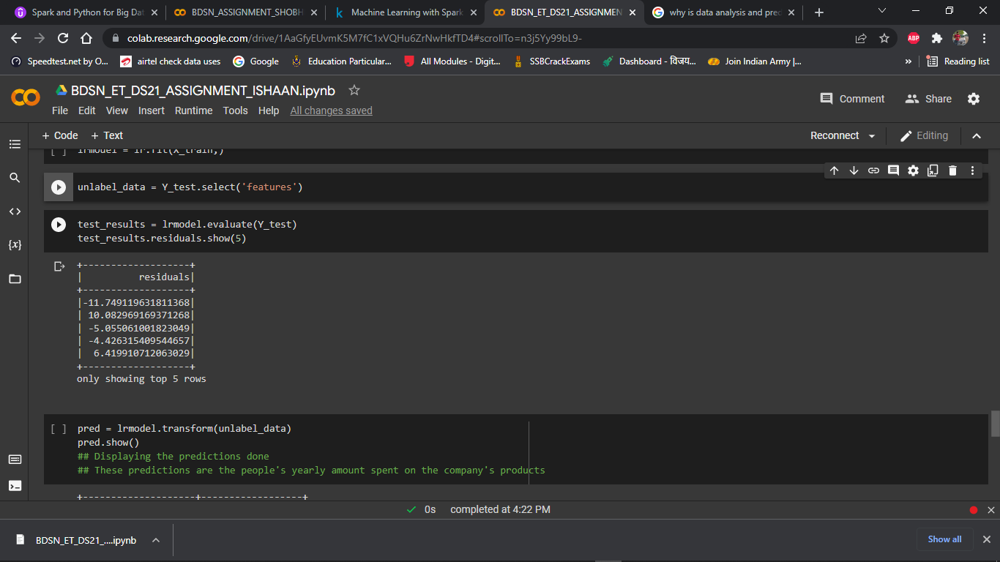 Spark and Python for Big Dat
BDSN_ASSIGNMENT_SHOBH
Machine Learning with Spark
BDSN_ET_DS21_ASSIGNMEN
why is data analysis and pred
colab.research.google.com/drive/1AaGfyEUvmK5M7fC1xVQHu6ZrNwHkfTD4#scrollTo=n3j5Yy99bL9-
ABP
Speedtest.net by O...
airtel check data uses
Google
Education Particular...
All Modules - Digit...
SSBCrackExams
Dashboard - विजय...
Join Indian Army |...
»
Reading list
BDSN_ET_DS21_ASSIGNMENT_ISHAAN.ipynb
Comment
Share
File Edit View Insert Runtime Tools Help All changes saved
+ Code + Text
Reconnect
Editing
[ ] lrmodel = lr.fit(X_train,)
unlabel_data = Y_test.select('features')
test_results = lrmodel.evaluate(Y_test)
test_results.residuals.show(5)
+-------------------+
|          residuals|
+-------------------+
|-11.749119631811368|
| 10.082969169371268|
| -5.055061001823049|
| -4.426315409544657|
|  6.419910712063029|
+-------------------+
only showing top 5 rows
[ ] pred = lrmodel.transform(unlabel_data)
pred.show()
## Displaying the predictions done
## These predictions are the people's yearly amount spent on the company's products
+--------------------+------------------+
0s completed at 4:22 PM
BDSN_ET_DS21_....ipynb
Show all